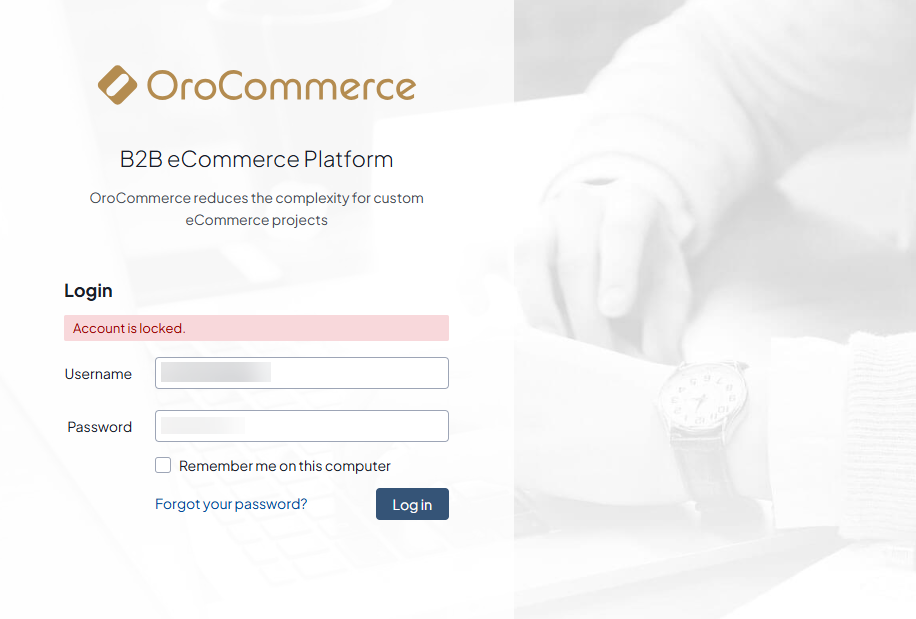 OroCommerce
B2B eCommerce Platform
OroCommerce reduces the complexity for custom
eCommerce projects
Login
Account is locked.
Username
Password
Remember me on this computer
Forgot your password?
Log in